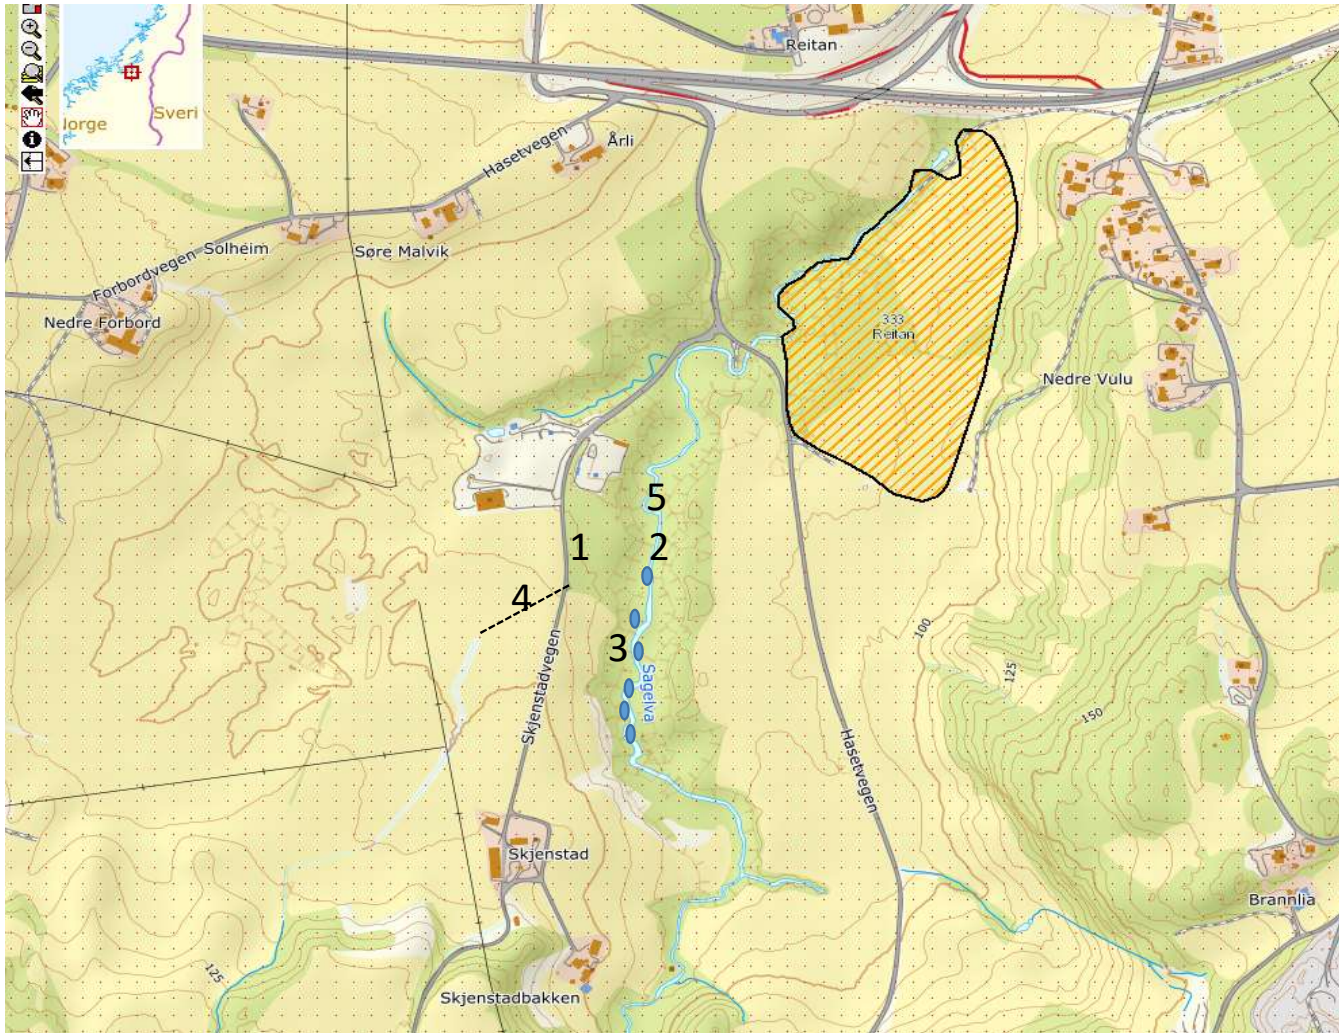 Reitan
lorge
Sveri
Hasetvegen
Årli
Solheim
Søre Malvik
Forbordvegen
Nedre Forbord
333
Reitan
Nedre Vulu
5
1
2
4
3
100
125
Sagelva
Skjenstadvegen
150
Hasetvegen
Skjenstad
Brannlia
125
Skjenstadbakken